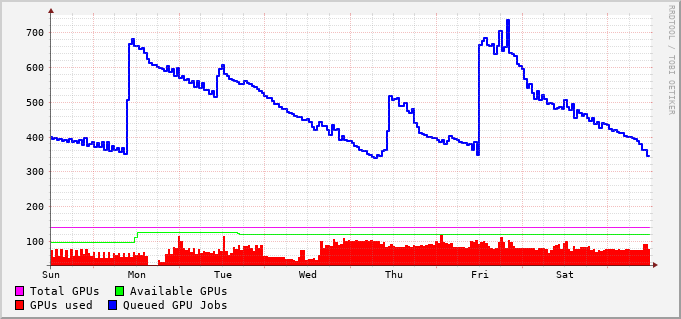 700
600
500
400
300
200
100
Sun Mon Tue Wed Thu Fri Sat
Total GPUs Available GPUs
GPUs used Queued GPU Jobs
RRDTOOL / TOBI OETIKER